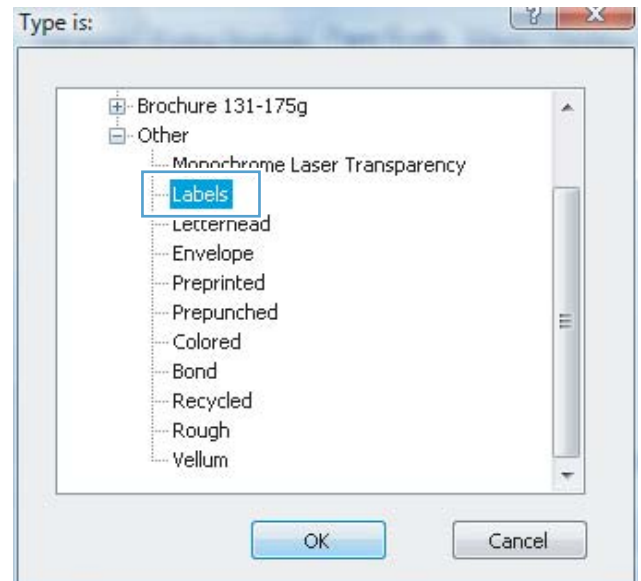 Type is:
Brochure 131-175g
Other
Monochrome Laser Transparency
Labels
Letterhead
Envelope
Preprinted
Prepunched
Colored
Bond
Recycled
Rough
Vellum
OK Cancel